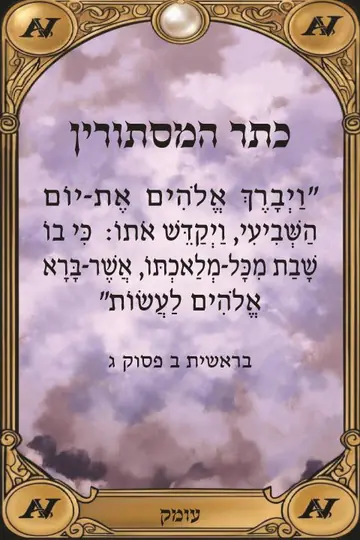 כתר המסתורין
"וַיְבָרֶךְ אֱלֹהִים אֶת-יוֹם
הַשְּׁבִיעִי, וַיְקַדֵּשׁ אֹתוֹ: כִּי בוֹ
שָׁבַת מִכָּל-מְלַאכְתּוֹ, אֲשֶׁר-בָּרָא
אֱלֹהִים לַעֲשׂוֹת"
בראשית ב פסוק ג
עומק